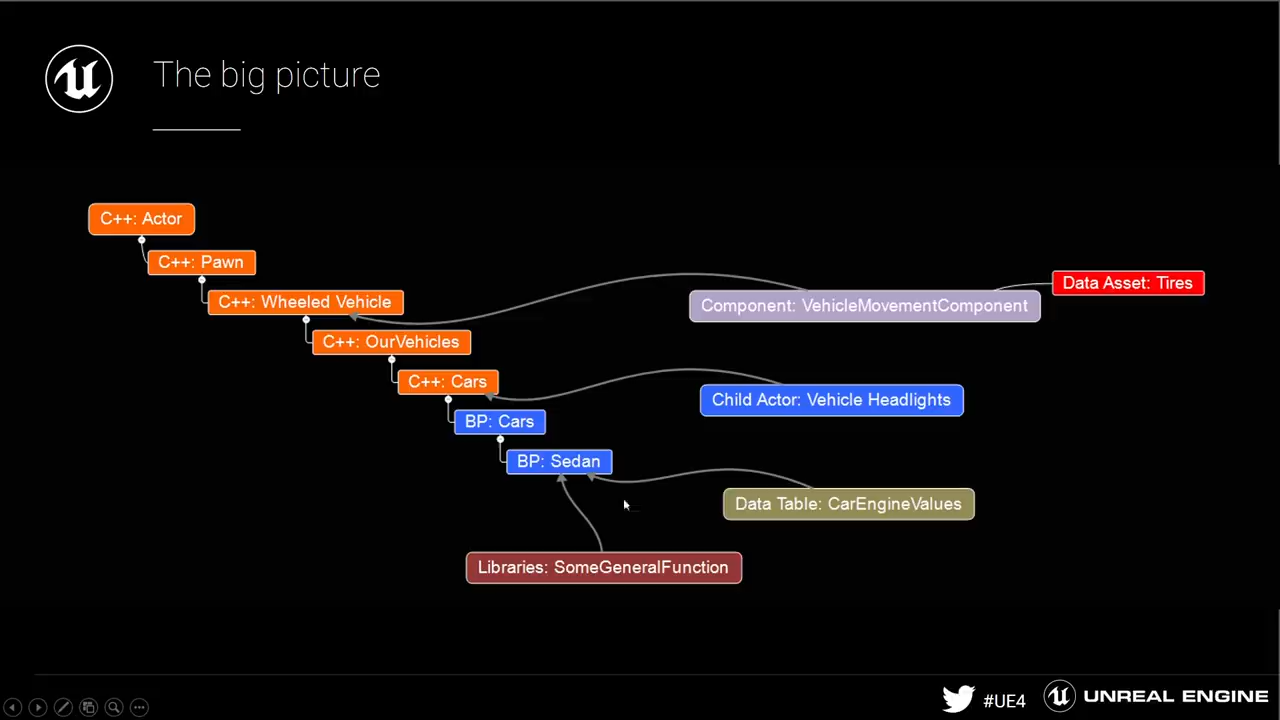 The big picture
C++: Actor
C++: Pawn
C++: Wheeled Vehicle
C++: OurVehicles
C++: Cars
BP: Cars
BP: Sedan
Component: VehicleMovementComponent
Data Asset: Tires
Child Actor: Vehicle Headlights
Data Table: CarEngineValues
Libraries: SomeGeneralFunction
#UE4
UNREAL ENGINE